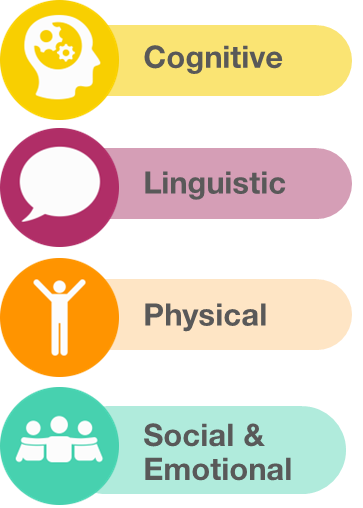 Cognitive
Linguistic
Physical
Social &
Emotional